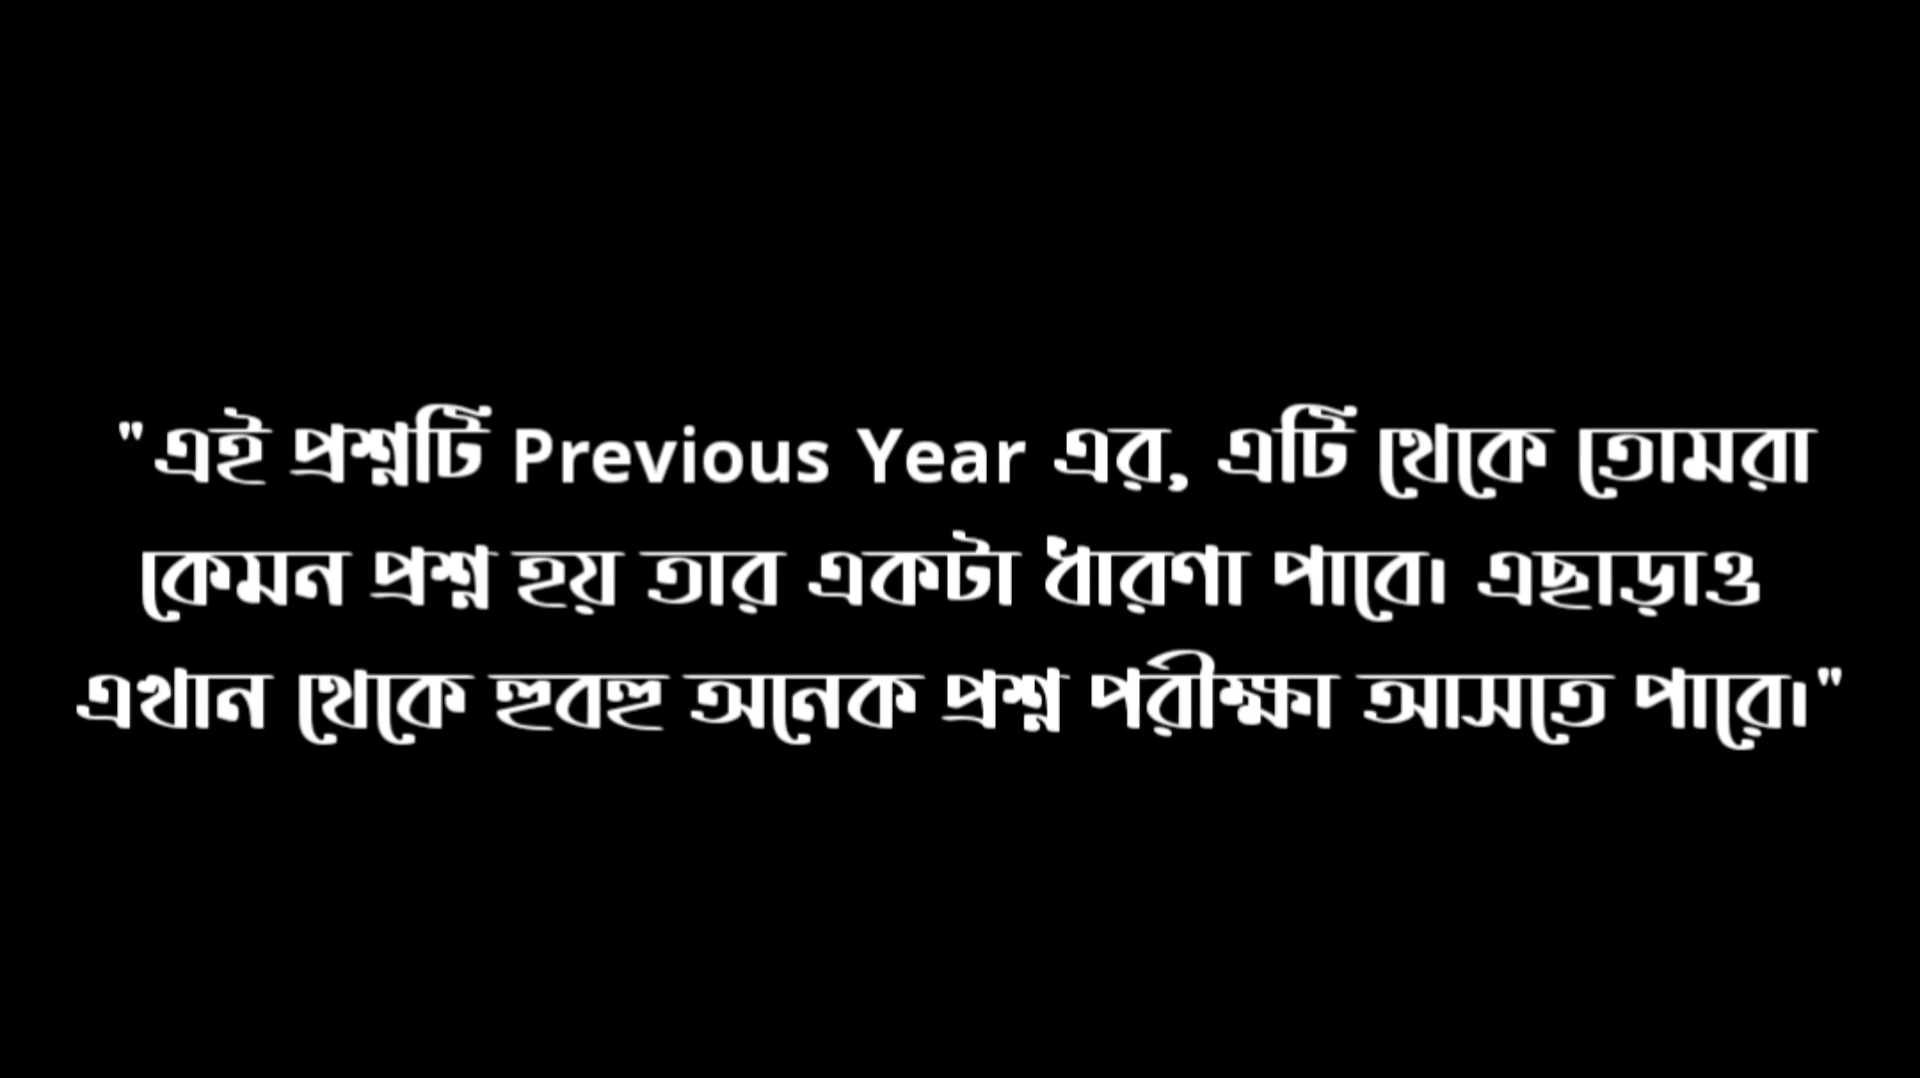 "এই প্রশ্নটি Previous Year এর, এটি থেকে তোমরা
কেমন প্রশ্ন হয় তার একটা ধারণা পাবে। এছাড়াও
এখান থেকে হুবহু অনেক প্রশ্ন পরীক্ষা আসতে পারে।"